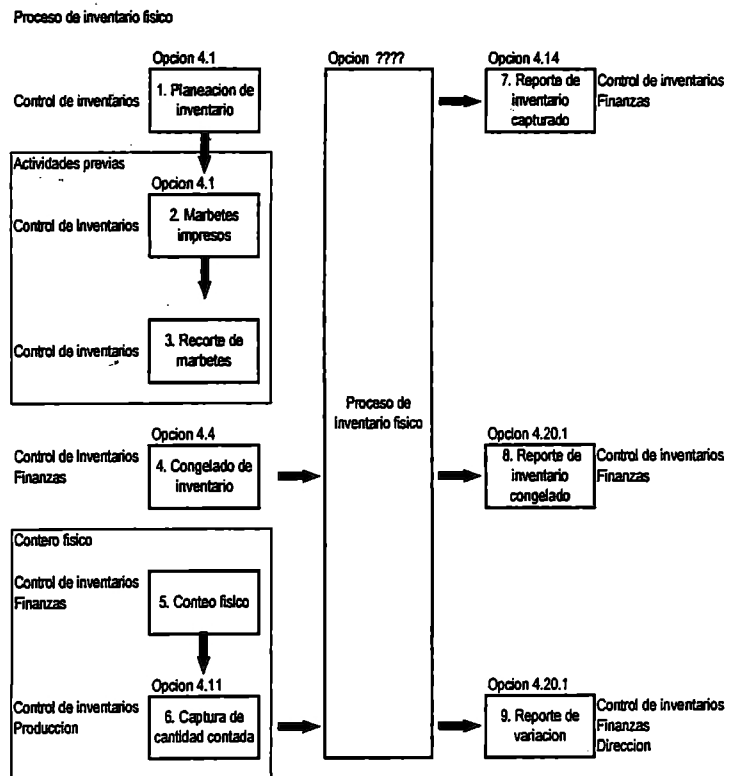 Proceso de inventario fisico
Opcion 4.1
Control de inventarios
1. Planeacion de
inventario
Actividades previas
Opcion 4.1
Control de Inventarios
2. Marbetes
impresos
Control de inventarios
3. Recorte de
marbetes
Opcion 4.4
Control de Inventarios
Finanzas
4. Congelado de
inventario
Contero fisico
Control de inventarios
Finanzas
5. Conteo fisico
Opcion 4.11
Control de inventarios
Produccion
6. Captura de
cantidad contada
Opcion ????
Proceso de
inventario fisico
Opcion 4.14
7. Reporte de
inventario
capturado
Control de inventarios
Finanzas
Opcion 4.20.1
8. Reporte de
inventario
congelado
Control de inventarios
Finanzas
Opcion 4.20.1
9. Reporte de
variacion
Control de inventarios
Finanzas
Direccion